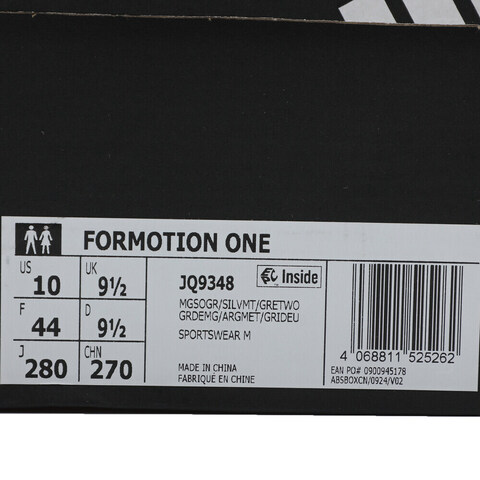 FORMOTION ONE
US 10 UK 9½
F 44 D 9½
J 280 CHN 270
JQ9348 Inside
MGSOGR/SILVMT/GRETWO
GRDEMG/ARGMET/GRIDEU
SPORTSWEAR M
MADE IN CHINA
FABRIQUÉ EN CHINE
4 068811 525262
EAN PO# 0900945178
ABSBOXCN/0924/V02